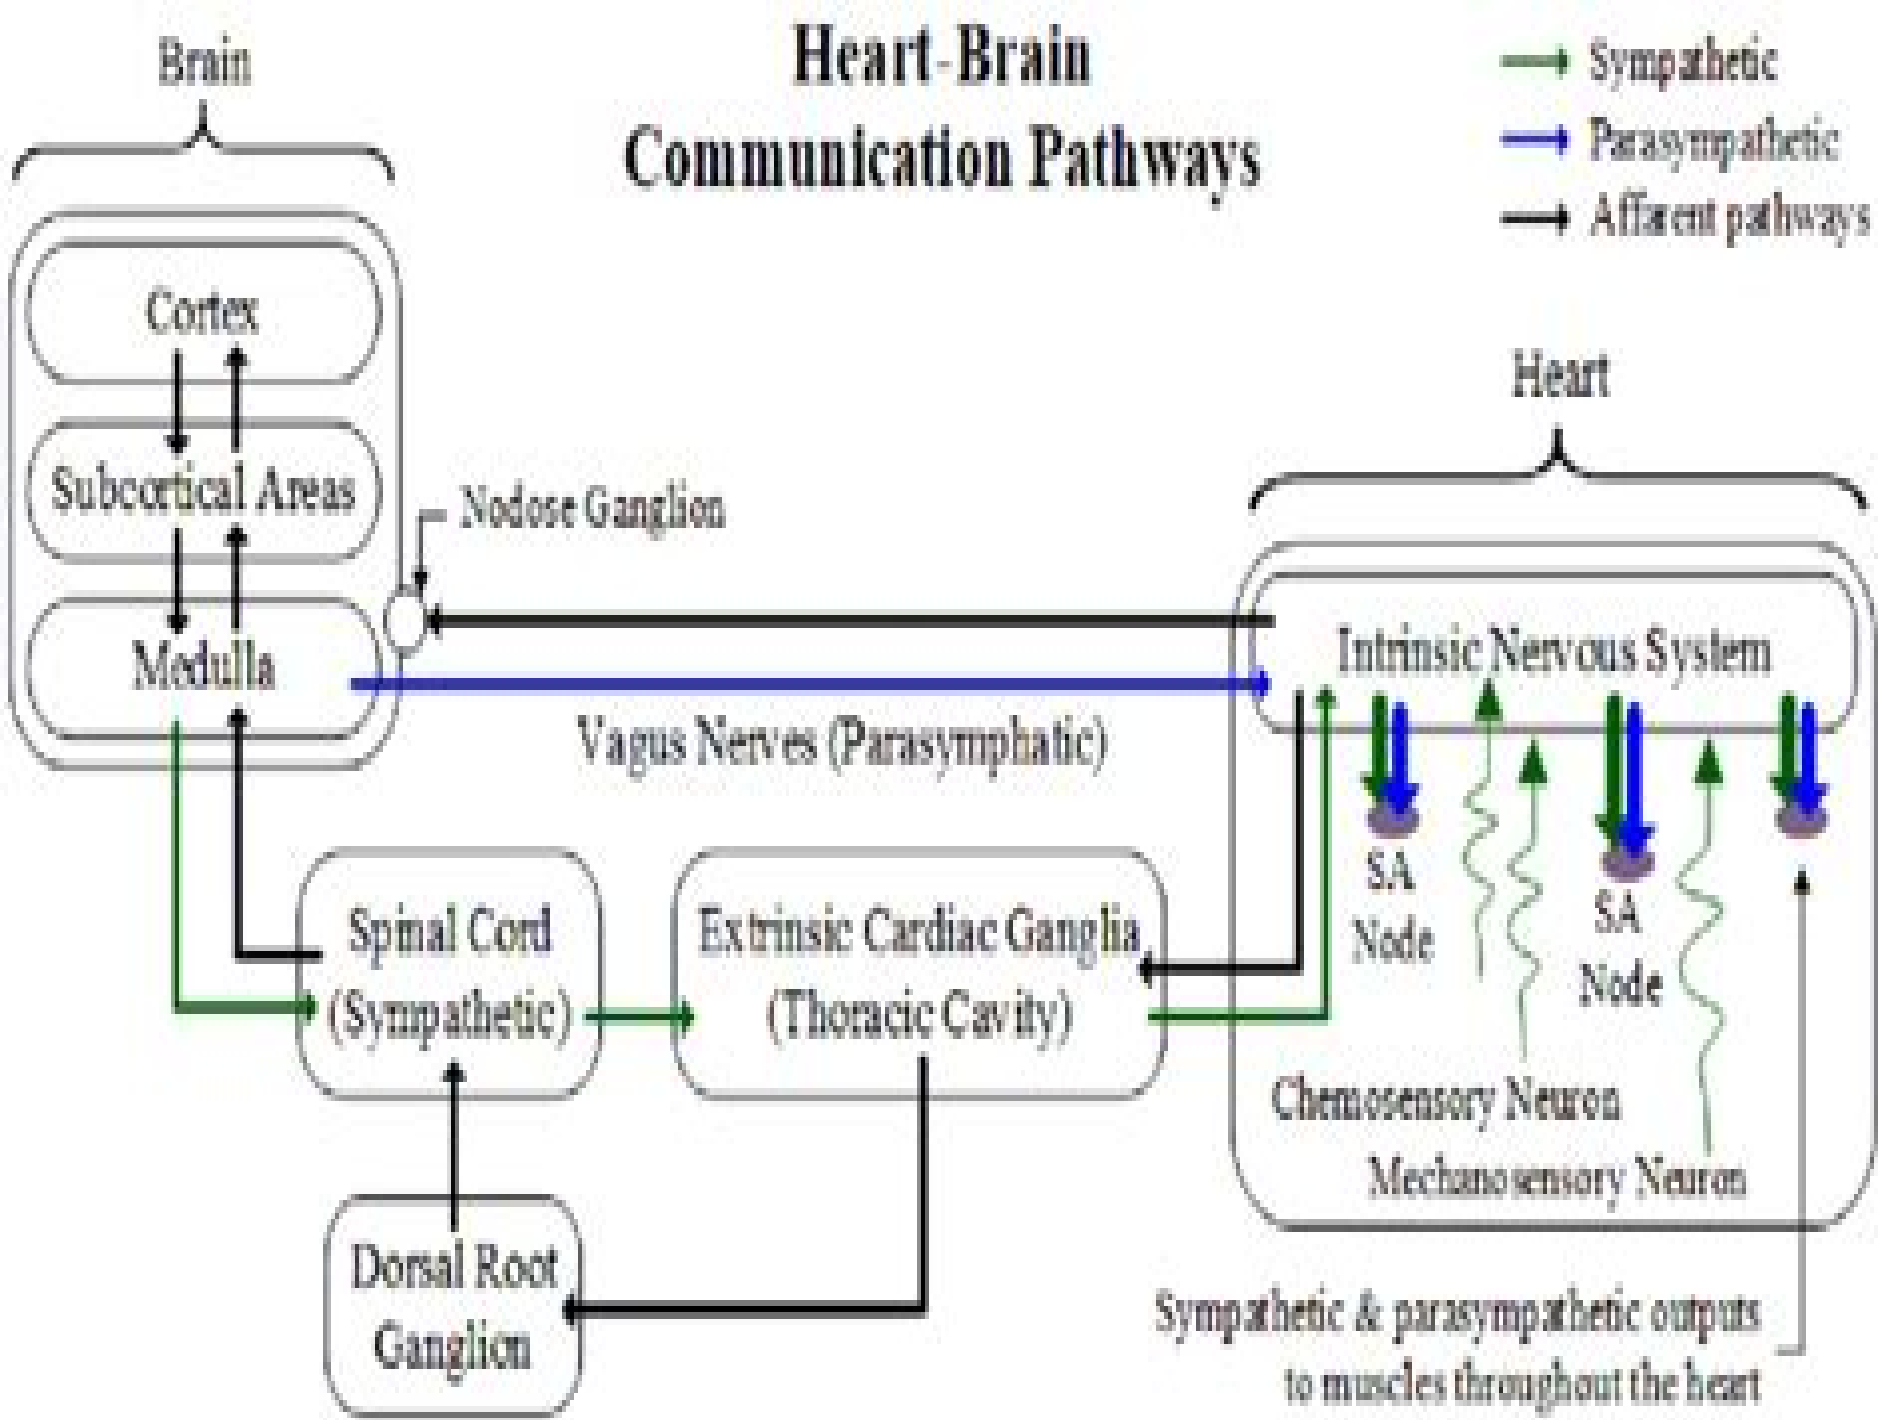 Heart-Brain
Communication Pathways
Sympathetic
Parasympathetic
Affarent pathways
Brain
Cortex
Subcortical Areas
Medulla
Nodose Ganglion
Vagus Nerves (Parasymphatic)
Heart
Intrinsic Nervous System
SA
Node
SA
Node
Chemosensory Neuron
Mechanosensory Neuron
Spinal Cord
(Sympathetic)
Extrinsic Cardiac Ganglia
(Thoracic Cavity)
Dorsal Root
Ganglion
Sympathetic & parasympathetic outputs
to muscles throughout the heart